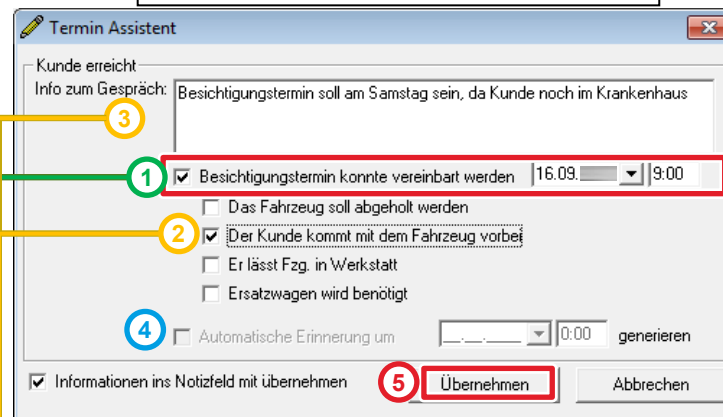 Termin Assistent
Kunde erreicht
Info zum Gespräch: Besichtigungstermin soll am Samstag sein, da Kunde noch im Krankenhaus
3
1 Besichtigungstermin konnte vereinbart werden 16.09. 9:00
Das Fahrzeug soll abgeholt werden
2 Der Kunde kommt mit dem Fahrzeug vorbei
Er lässt Fzg. in Werkstatt
Ersatzwagen wird benötigt
4 Automatische Erinnerung um __.__.____ 0:00 generieren
Informationen ins Notizfeld mit übernehmen 5 Übernehmen Abbrechen